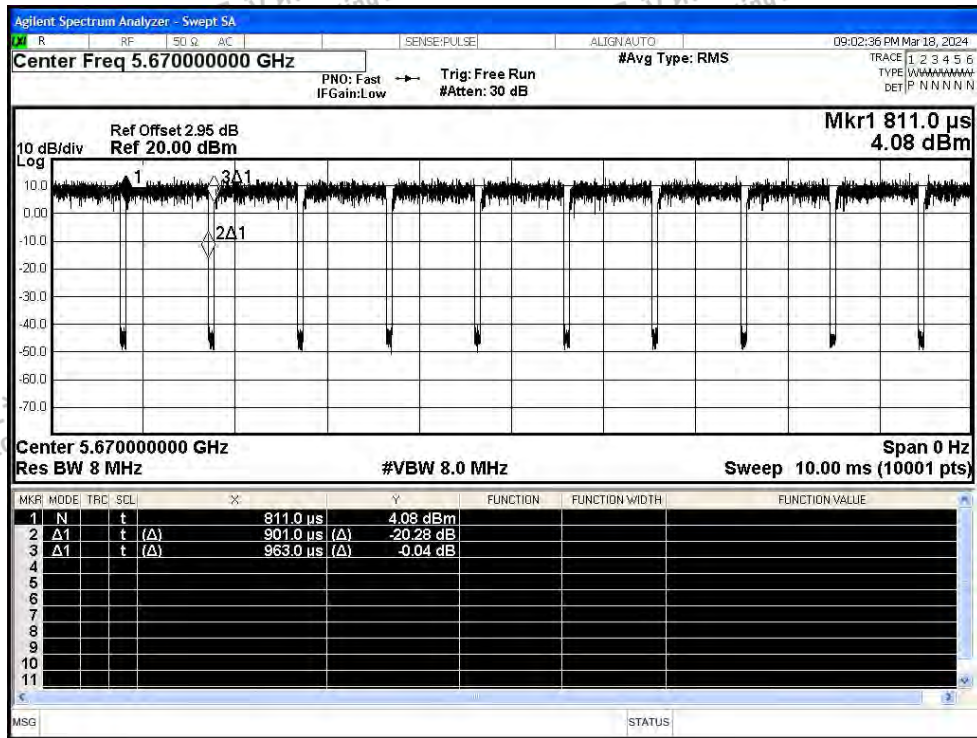 Agilent Spectrum Analyzer - Swept SA
LXI R RF 50 Ω AC SENSE:PULSE ALIGN AUTO 09:02:36 PM Mar 18, 2024
Center Freq 5.670000000 GHz #Avg Type: RMS TRACE 1 2 3 4 5 6
PNO: Fast Trig: Free Run TYPE WWWWWW
IFGain:Low #Atten: 30 dB DET P N N N N N
Mkr1 811.0 µs
Ref Offset 2.95 dB
10 dB/div Ref 20.00 dBm 4.08 dBm
Log
10.0 1 3Δ1
0.00
2Δ1
-10.0
-20.0
-30.0
-40.0
-50.0
-60.0
-70.0
Center 5.670000000 GHz Span 0 Hz
Res BW 8 MHz #VBW 8.0 MHz Sweep 10.00 ms (10001 pts)
MKR MODE TRC SCL X Y FUNCTION FUNCTION WIDTH FUNCTION VALUE
1 N t 811.0 µs 4.08 dBm
2 Δ1 t (Δ) 901.0 µs (Δ) -20.28 dB
3 Δ1 t (Δ) 963.0 µs (Δ) -0.04 dB
4
5
6
7
8
9
10
11
MSG STATUS